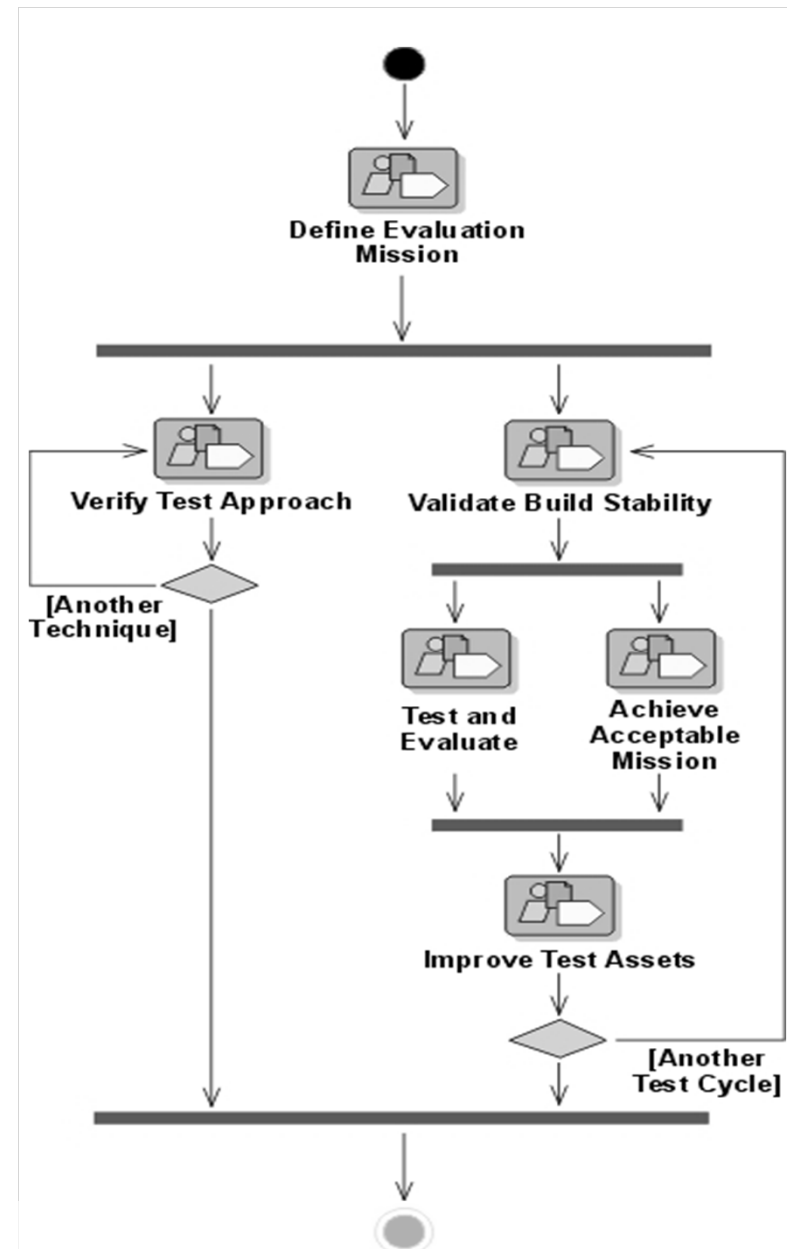 Define Evaluation
Mission
Verify Test Approach
[Another
Technique]
Validate Build Stability
Test and
Evaluate
Achieve
Acceptable
Mission
Improve Test Assets
[Another
Test Cycle]